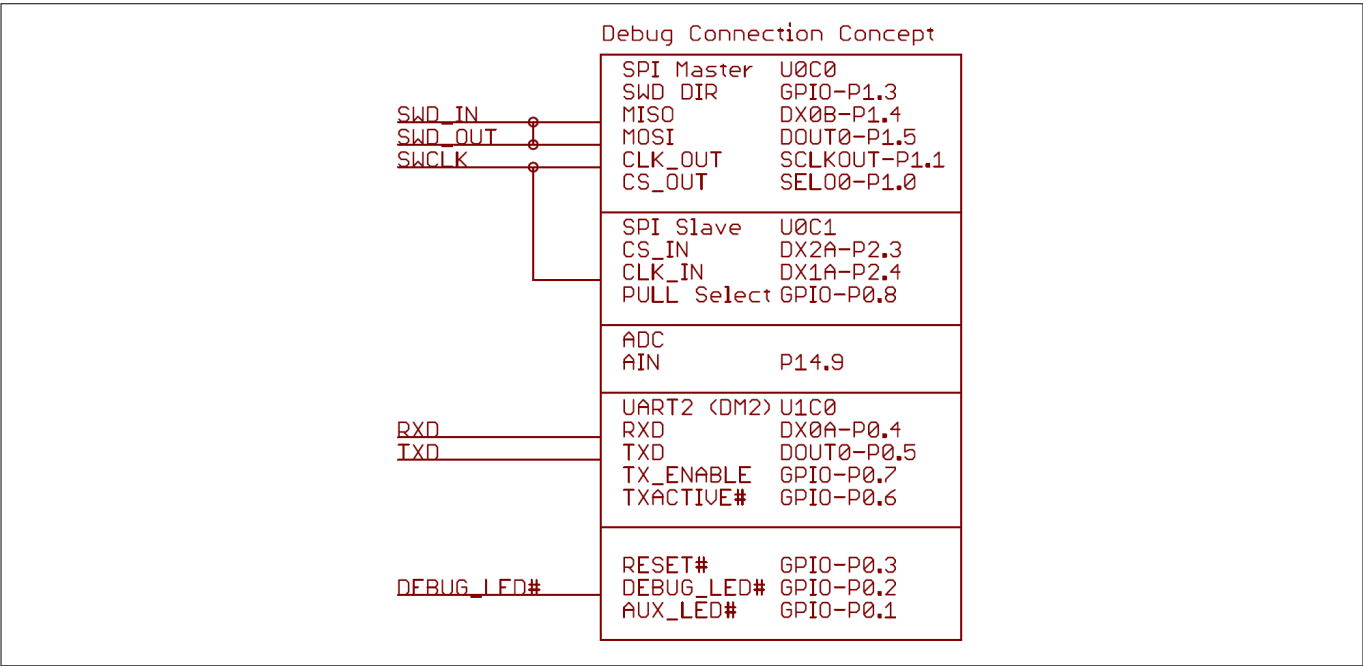 Debug Connection Concept
SPI Master U0C0
SWD DIR GPIO-P1.3
SWD_IN MISO DX0B-P1.4
SWD_OUT MOSI DOUT0-P1.5
SWCLK CLK_OUT SCLKOUT-P1.1
CS_OUT SELO0-P1.0
SPI Slave U0C1
CS_IN DX2A-P2.3
CLK_IN DX1A-P2.4
PULL Select GPIO-P0.8
ADC
AIN P14.9
UART2 (DM2) U1C0
RXD RXD DX0A-P0.4
TXD TXD DOUT0-P0.5
TX_ENABLE GPIO-P0.7
TXACTIVE# GPIO-P0.6
RESET# GPIO-P0.3
DEBUG_LED# DEBUG_LED# GPIO-P0.2
AUX_LED# GPIO-P0.1